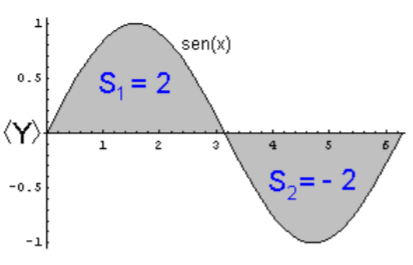 1
sen(x)
0.5
S₁ = 2
⟨Y⟩
1 2 3 4 5 6
-0.5
S₂ = - 2
-1